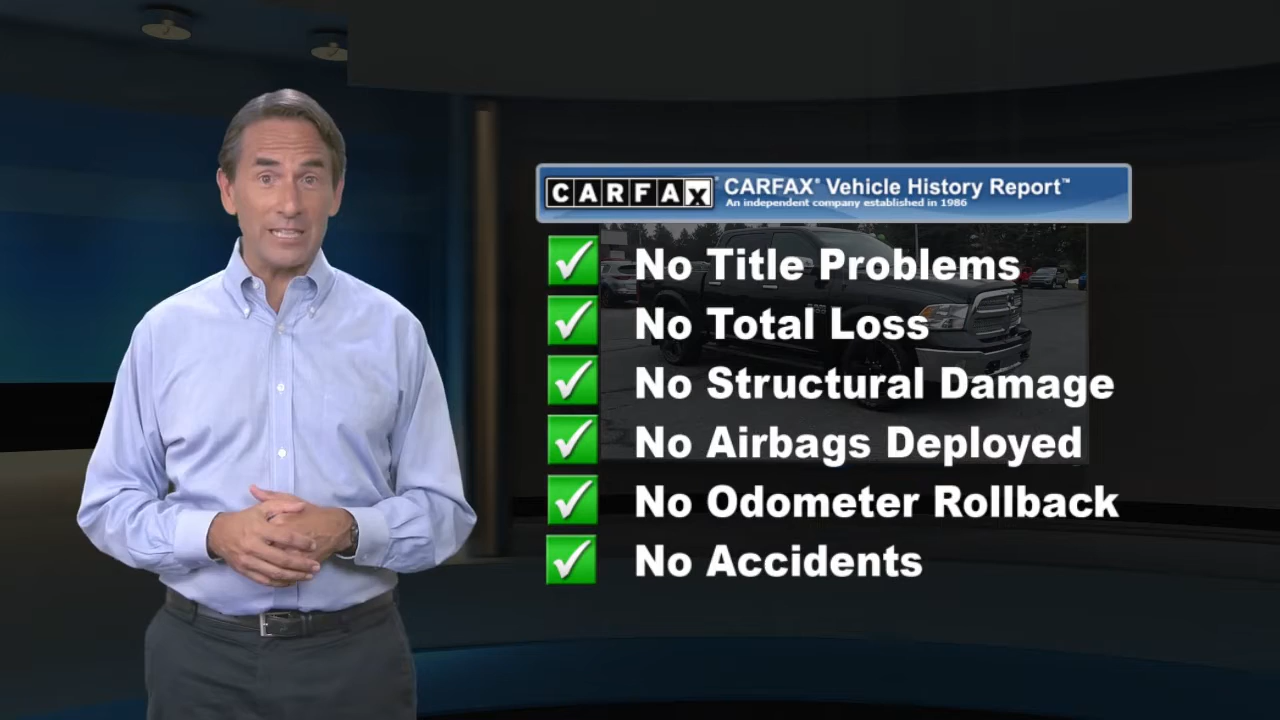 CARFAX CARFAX® Vehicle History Report™
An independent company established in 1986
No Title Problems
No Total Loss
No Structural Damage
No Airbags Deployed
No Odometer Rollback
No Accidents